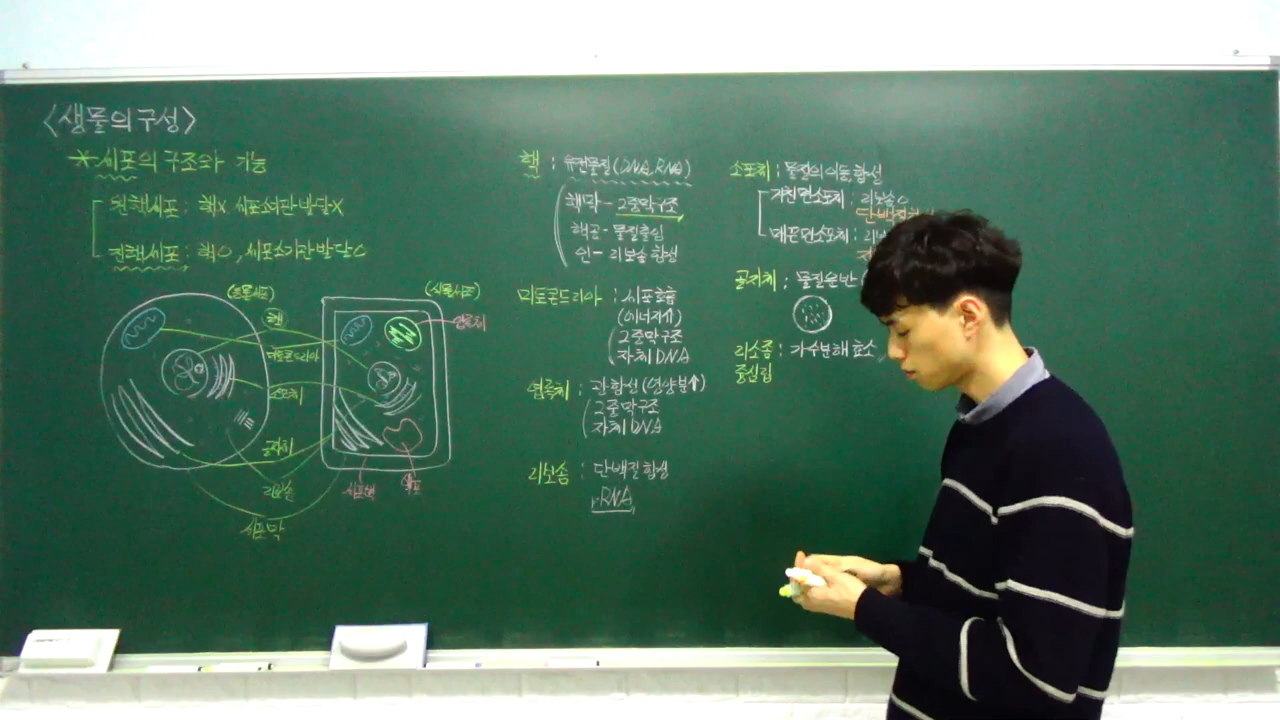 <생물의 구성>
*세포의 구조와 기능
원핵세포 : 핵X, 세포소기관 발달X
진핵세포 : 핵O, 세포소기관 발달O
(동물세포)
(식물세포)
핵
엽록체
미토콘드리아
소포체
골지체
리보솜
세포벽
액포
세포막
핵 : 유전물질(DNA, RNA)
핵막 - 2중막구조
핵공 - 물질출입
인 - 리보솜 합성
미토콘드리아 : 세포호흡
(에너지↑)
2중막구조
자체 DNA
엽록체 : 광합성(영양분↑)
2중막구조
자체 DNA
리보솜 : 단백질 합성
rRNA
소포체 : 물질의 이동, 합성
거친면소포체 : 리보솜O
단백질
매끈면소포체 :
골지체 : 물질운반
리소좀 : 가수분해 효소
중심립